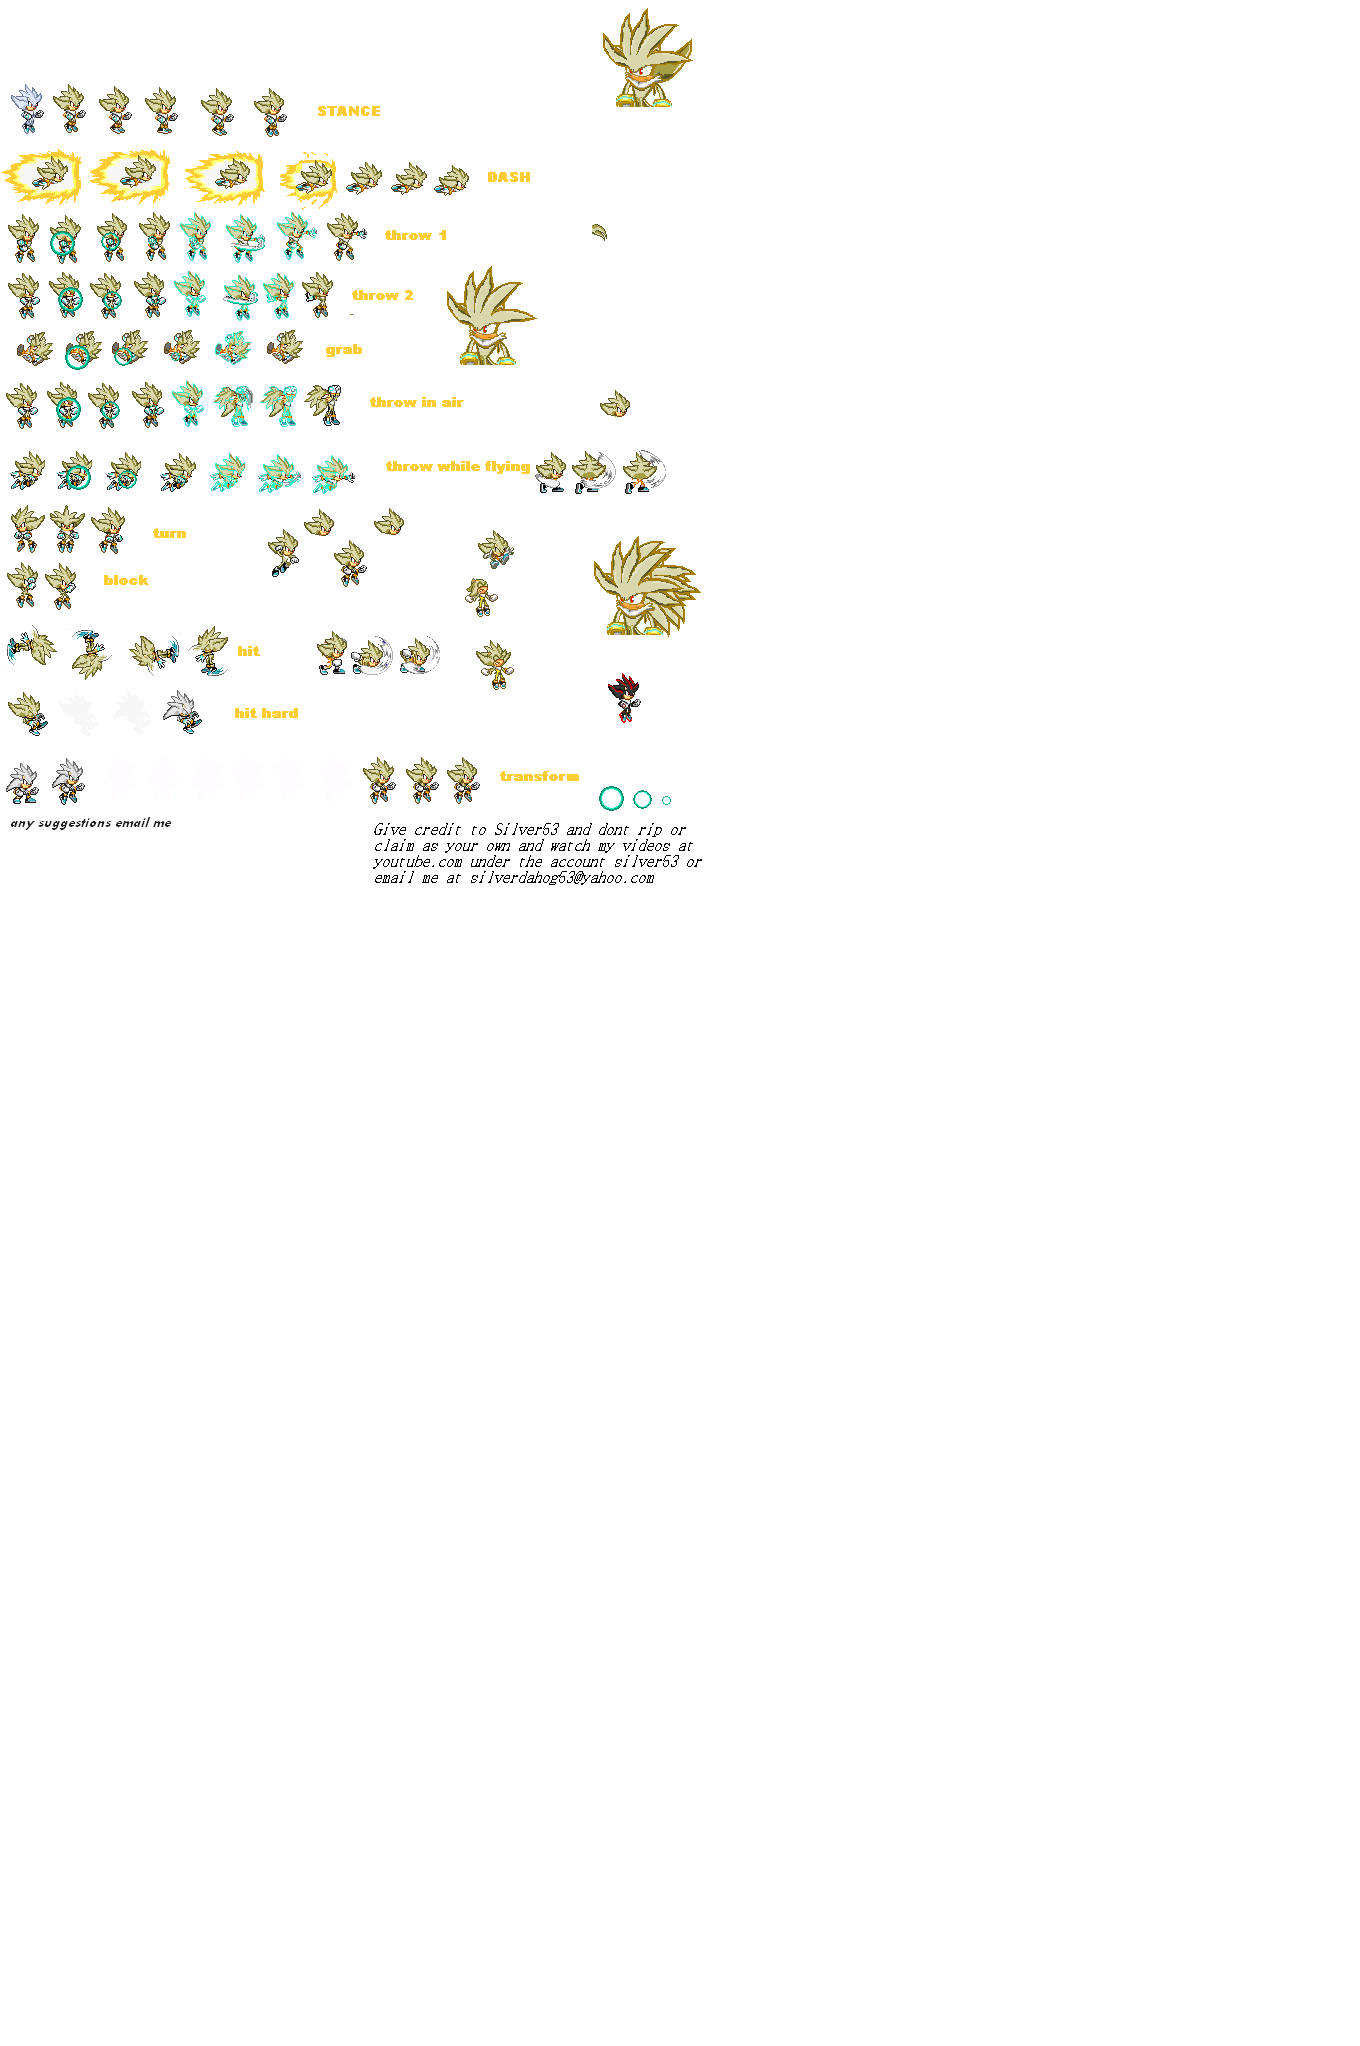 STANCE
DASH
throw 1
throw 2
grab
throw in air
throw while flying
turn
block
hit
hit hard
transform
any suggestions email me
Give credit to Silver53 and dont rip or
claim as your own and watch my videos at
youtube.com under the account silver53 or
email me at silverdahog53@yahoo.com